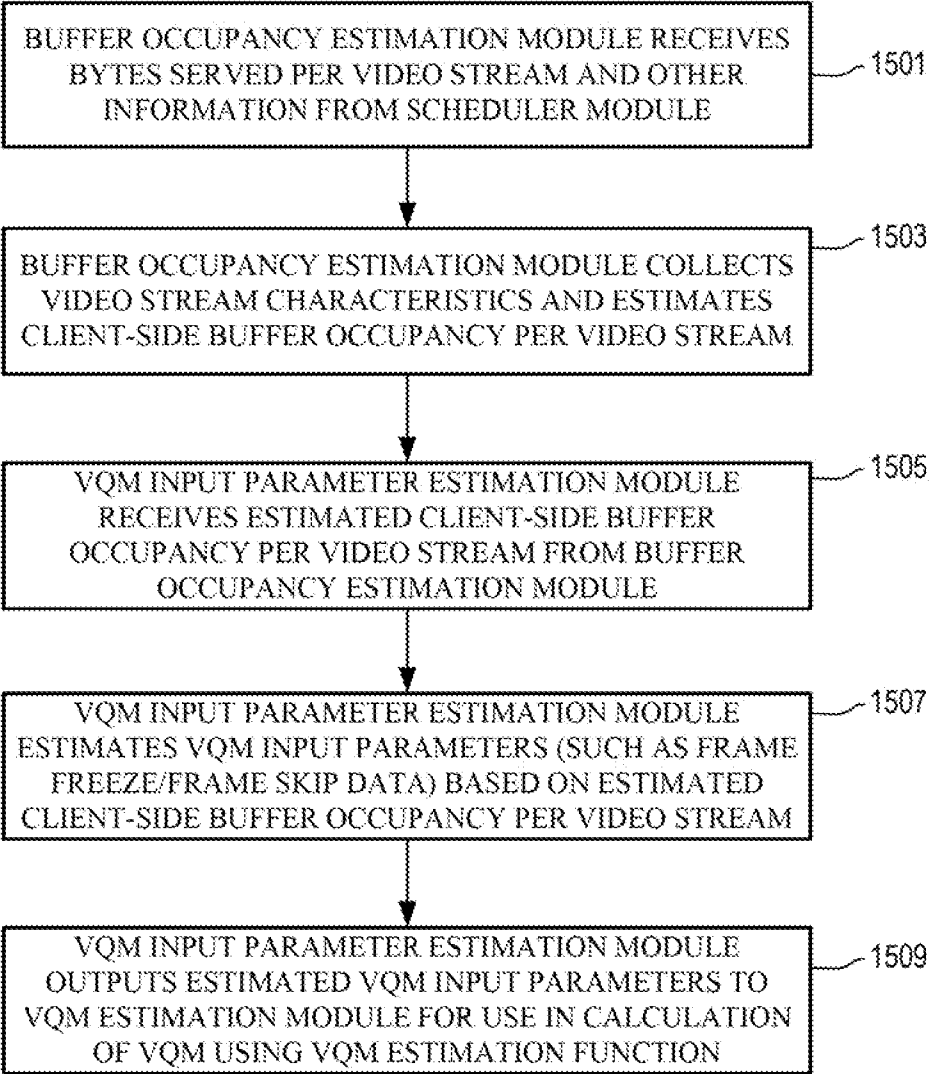 BUFFER OCCUPANCY ESTIMATION MODULE RECEIVES
BYTES SERVED PER VIDEO STREAM AND OTHER
INFORMATION FROM SCHEDULER MODULE
1501
BUFFER OCCUPANCY ESTIMATION MODULE COLLECTS
VIDEO STREAM CHARACTERISTICS AND ESTIMATES
CLIENT-SIDE BUFFER OCCUPANCY PER VIDEO STREAM
1503
VQM INPUT PARAMETER ESTIMATION MODULE
RECEIVES ESTIMATED CLIENT-SIDE BUFFER
OCCUPANCY PER VIDEO STREAM FROM BUFFER
OCCUPANCY ESTIMATION MODULE
1505
VQM INPUT PARAMETER ESTIMATION MODULE
ESTIMATES VQM INPUT PARAMETERS (SUCH AS FRAME
FREEZE/FRAME SKIP DATA) BASED ON ESTIMATED
CLIENT-SIDE BUFFER OCCUPANCY PER VIDEO STREAM
1507
VQM INPUT PARAMETER ESTIMATION MODULE
OUTPUTS ESTIMATED VQM INPUT PARAMETERS TO
VQM ESTIMATION MODULE FOR USE IN CALCULATION
OF VQM USING VQM ESTIMATION FUNCTION
1509